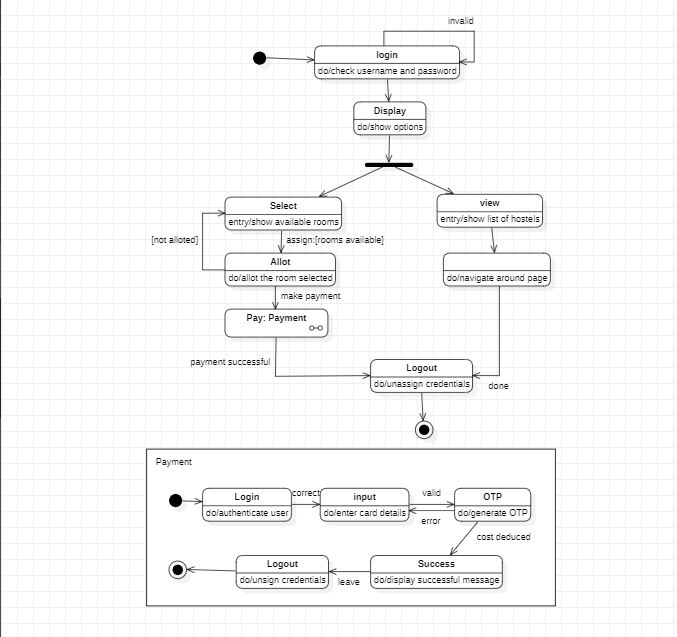 invalid
login
do/check username and password
Display
do/show options
Select
entry/show available rooms
view
entry/show list of hostels
[not alloted]
assign:[rooms available]
Allot
do/allot the room selected
do/navigate around page
make payment
Pay: Payment
payment successful
Logout
do/unassign credentials
done
Payment
Login
do/authenticate user
correct
input
do/enter card details
valid
error
OTP
do/generate OTP
cost deduced
Logout
do/unsign credentials
leave
Success
do/display successful message